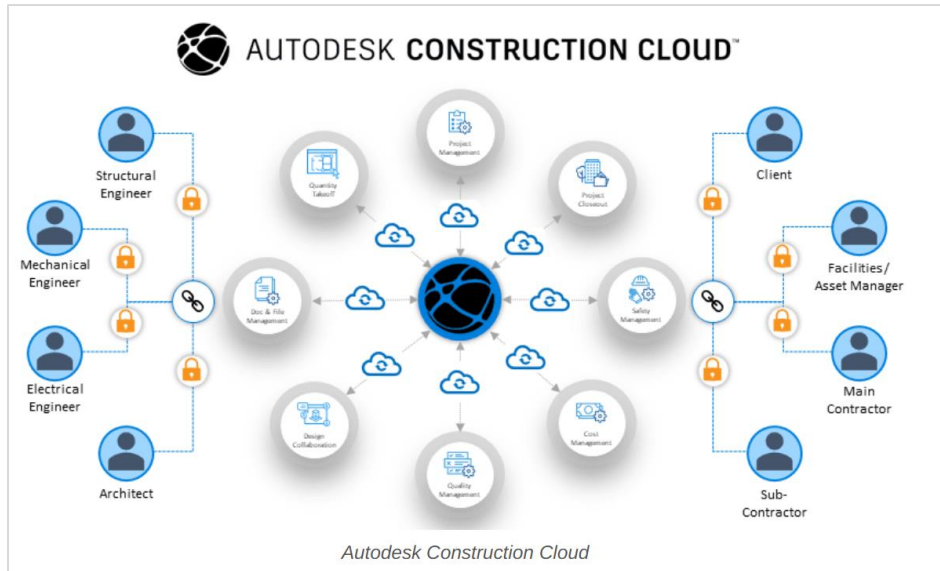 AUTODESK CONSTRUCTION CLOUD™
Structural
Engineer
Mechanical
Engineer
Electrical
Engineer
Architect
Project
Management
Quantity
Takeoff
Project
Closeout
Doc & File
Management
Safety
Management
Design
Collaboration
Cost
Management
Quality
Management
Client
Facilities/
Asset Manager
Main
Contractor
Sub-
Contractor
Autodesk Construction Cloud